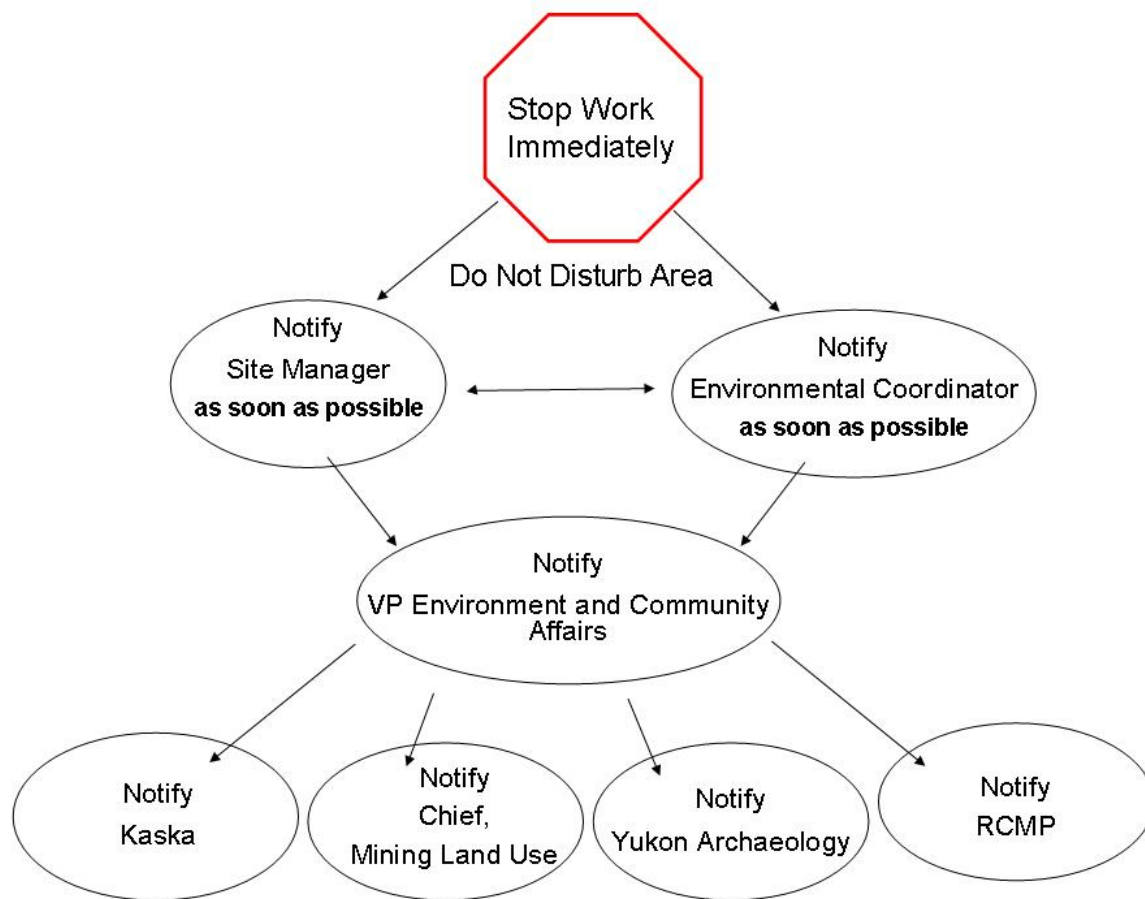 Stop Work
Immediately
Do Not Disturb Area
Notify
Site Manager
as soon as possible
Notify
Environmental Coordinator
as soon as possible
Notify
VP Environment and Community
Affairs
Notify
Kaska
Notify
Chief,
Mining Land Use
Notify
Yukon Archaeology
Notify
RCMP